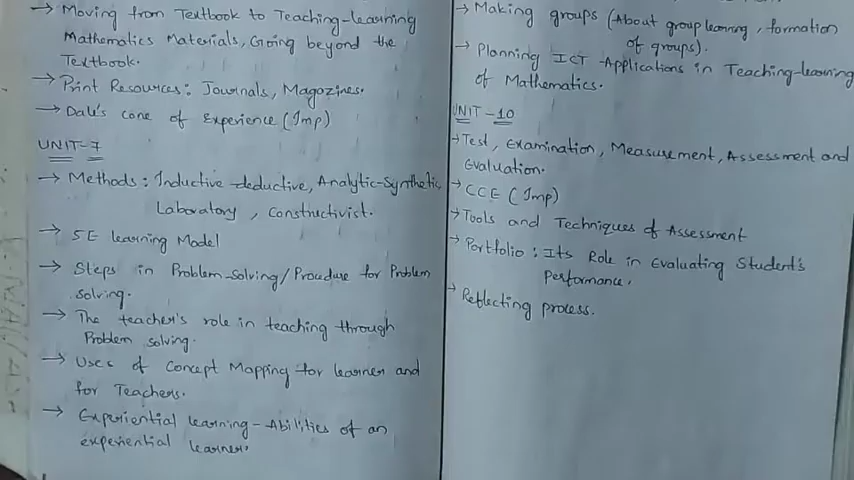 → Moving from Textbook to Teaching-learning
Mathematics Materials, Going beyond the
Textbook.
→ Print Resources: Journals, Magozines.
→ Dale's cone of Experience (Imp)
UNIT-7
→ Methods: Inductive-deductive, Analytic-Synthetic,
Laboratory, Constructivist.
→ 5E learning Model
→ Steps in Problem-solving/Procedure for Problem
solving.
→ The teacher's role in teaching through
Problem solving.
→ Uses of Concept Mapping for learner and
for Teachers.
→ Experiential learning - Abilities of an
experiential learner.
→ Making groups (About group learning, formation
of groups).
→ Planning ICT -Applications in Teaching-learning
of Mathematics.
UNIT-10
→ Test, Examination, Measurement, Assessment and
Evaluation.
→ CCE (Imp)
→ Tools and Techniques of Assessment
→ Portfolio: Its Role in Evaluating Student's
Performance.
→ Reflecting process.